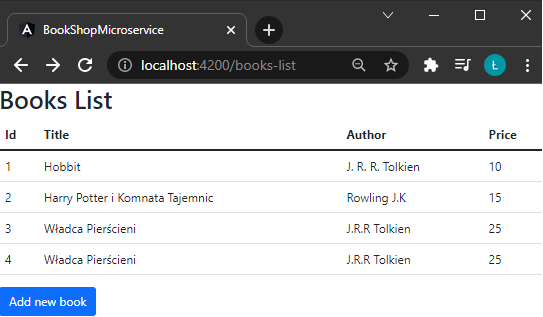 BookShopMicroservice
localhost:4200/books-list
Ł
Books List
Id Title Author Price
1 Hobbit J. R. R. Tolkien 10
2 Harry Potter i Komnata Tajemnic Rowling J.K 15
3 Władca Pierścieni J.R.R Tolkien 25
4 Władca Pierścieni J.R.R Tolkien 25
Add new book